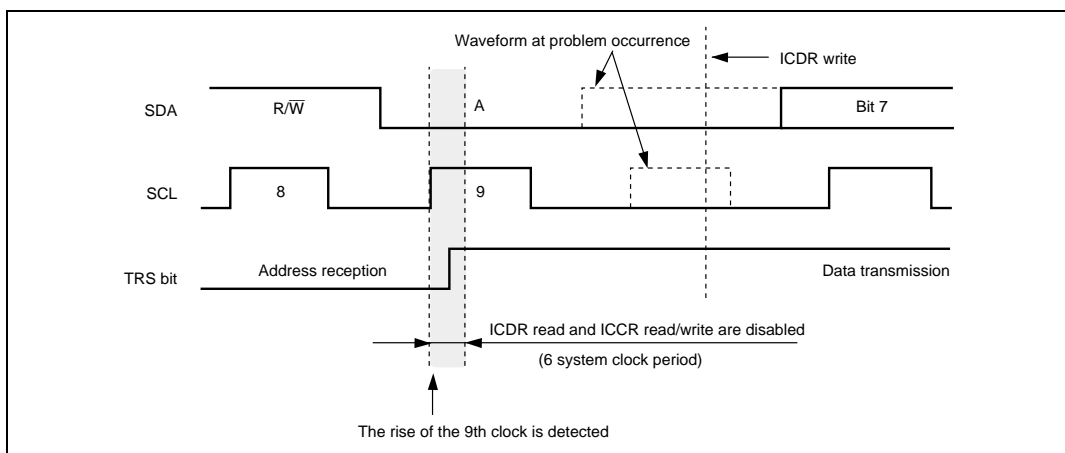 Waveform at problem occurrence
ICDR write
SDA
R/W̅
A
Bit 7
SCL
8
9
TRS bit
Address reception
Data transmission
ICDR read and ICCR read/write are disabled
(6 system clock period)
The rise of the 9th clock is detected